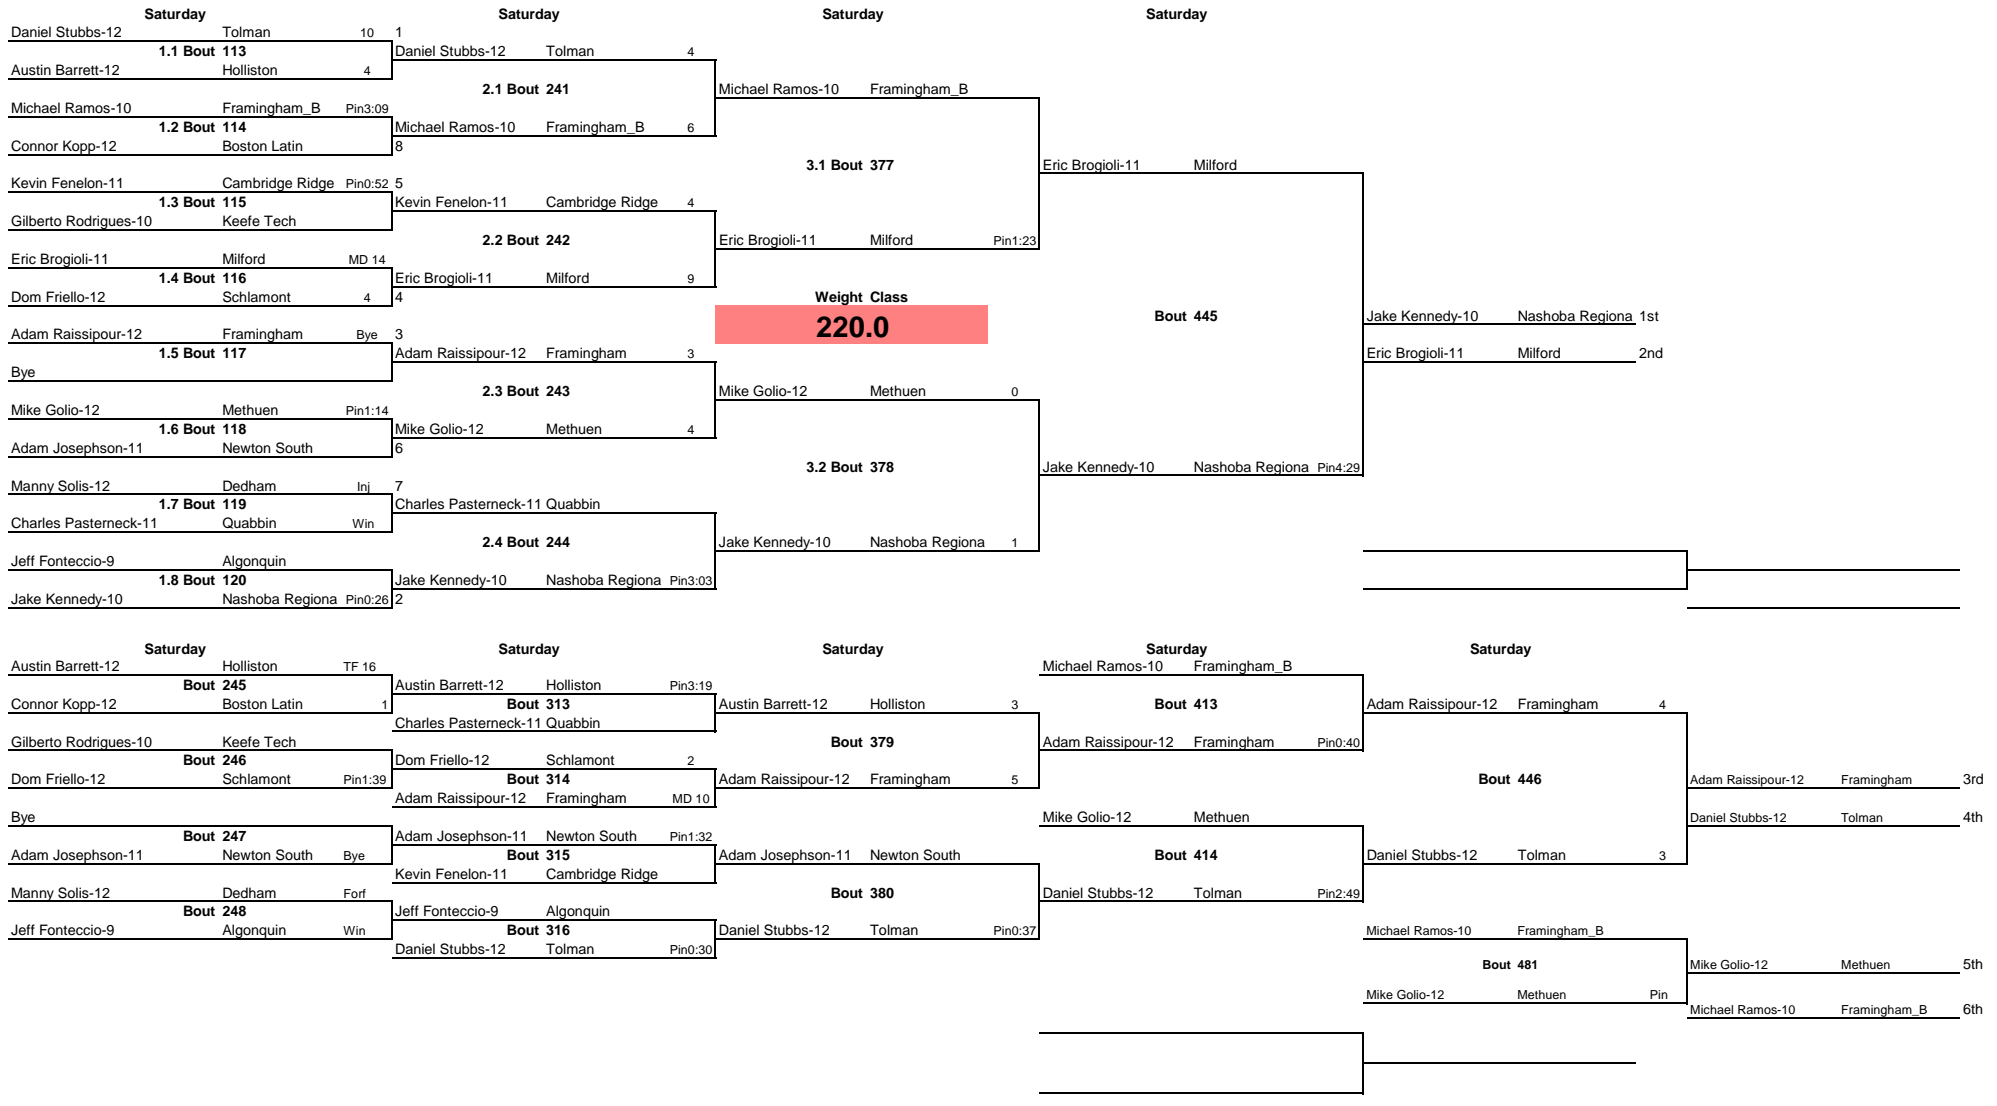 Saturday Saturday Saturday Saturday
Daniel Stubbs-12 Tolman 10 1
1.1 Bout 113 Daniel Stubbs-12 Tolman 4
Austin Barrett-12 Holliston 4
2.1 Bout 241 Michael Ramos-10 Framingham_B
Michael Ramos-10 Framingham_B Pin3:09
1.2 Bout 114 Michael Ramos-10 Framingham_B 6
Connor Kopp-12 Boston Latin 8
3.1 Bout 377 Eric Brogioli-11 Milford
Kevin Fenelon-11 Cambridge Ridge Pin0:52 5
1.3 Bout 115 Kevin Fenelon-11 Cambridge Ridge 4
Gilberto Rodrigues-10 Keefe Tech
2.2 Bout 242 Eric Brogioli-11 Milford Pin1:23
Eric Brogioli-11 Milford MD 14
1.4 Bout 116 Eric Brogioli-11 Milford 9
Dom Friello-12 Schlamont 4 4 Weight Class
220.0 Bout 445 Jake Kennedy-10 Nashoba Regiona 1st
Adam Raissipour-12 Framingham Bye 3
1.5 Bout 117 Adam Raissipour-12 Framingham 3 Eric Brogioli-11 Milford 2nd
Bye
2.3 Bout 243 Mike Golio-12 Methuen 0
Mike Golio-12 Methuen Pin1:14
1.6 Bout 118 Mike Golio-12 Methuen 4
Adam Josephson-11 Newton South 6
3.2 Bout 378 Jake Kennedy-10 Nashoba Regiona Pin4:29
Manny Solis-12 Dedham Inj 7
1.7 Bout 119 Charles Pasterneck-11 Quabbin
Charles Pasterneck-11 Quabbin Win
2.4 Bout 244 Jake Kennedy-10 Nashoba Regiona 1
Jeff Fonteccio-9 Algonquin
1.8 Bout 120 Jake Kennedy-10 Nashoba Regiona Pin3:03
Jake Kennedy-10 Nashoba Regiona Pin0:26 2
Saturday Saturday Saturday Saturday Saturday
Austin Barrett-12 Holliston TF 16 Michael Ramos-10 Framingham_B
Bout 245 Austin Barrett-12 Holliston Pin3:19
Connor Kopp-12 Boston Latin 1 Bout 313 Austin Barrett-12 Holliston 3 Bout 413 Adam Raissipour-12 Framingham 4
Charles Pasterneck-11 Quabbin
Gilberto Rodrigues-10 Keefe Tech Bout 379 Adam Raissipour-12 Framingham Pin0:40
Bout 246 Dom Friello-12 Schlamont 2
Dom Friello-12 Schlamont Pin1:39 Bout 314 Adam Raissipour-12 Framingham 5 Bout 446 Adam Raissipour-12 Framingham 3rd
Adam Raissipour-12 Framingham MD 10
Bye Mike Golio-12 Methuen Daniel Stubbs-12 Tolman 4th
Bout 247 Adam Josephson-11 Newton South Pin1:32
Adam Josephson-11 Newton South Bye Bout 315 Adam Josephson-11 Newton South Bout 414 Daniel Stubbs-12 Tolman 3
Kevin Fenelon-11 Cambridge Ridge
Manny Solis-12 Dedham Forf Bout 380 Daniel Stubbs-12 Tolman Pin2:49
Bout 248 Jeff Fonteccio-9 Algonquin
Jeff Fonteccio-9 Algonquin Win Bout 316 Daniel Stubbs-12 Tolman Pin0:37 Michael Ramos-10 Framingham_B
Daniel Stubbs-12 Tolman Pin0:30
Bout 481 Mike Golio-12 Methuen 5th
Mike Golio-12 Methuen Pin
Michael Ramos-10 Framingham_B 6th